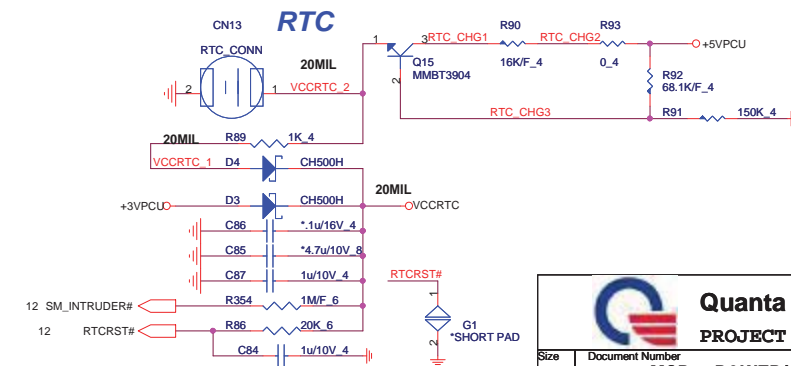 CN13
RTC
RTC_CONN
2
1
20MIL
VCCRTC_2
1
3
RTC_CHG1
R90
16K/F_4
RTC_CHG2
R93
0_4
+5VPCU
Q15
MMBT3904
2
R92
68.1K/F_4
RTC_CHG3
R91
150K_4
20MIL
R89
1K_4
VCCRTC_1
D4
CH500H
+3VPCU
D3
CH500H
20MIL
VCCRTC
C86
*.1u/16V_4
C85
*4.7u/10V_8
C87
1u/10V_4
12 SM_INTRUDER#
R354
1M/F_6
12 RTCRST#
R86
20K_6
C84
1u/10V_4
RTCRST#
1
G1
*SHORT PAD
2
Quanta
PROJECT
Size
Document Number